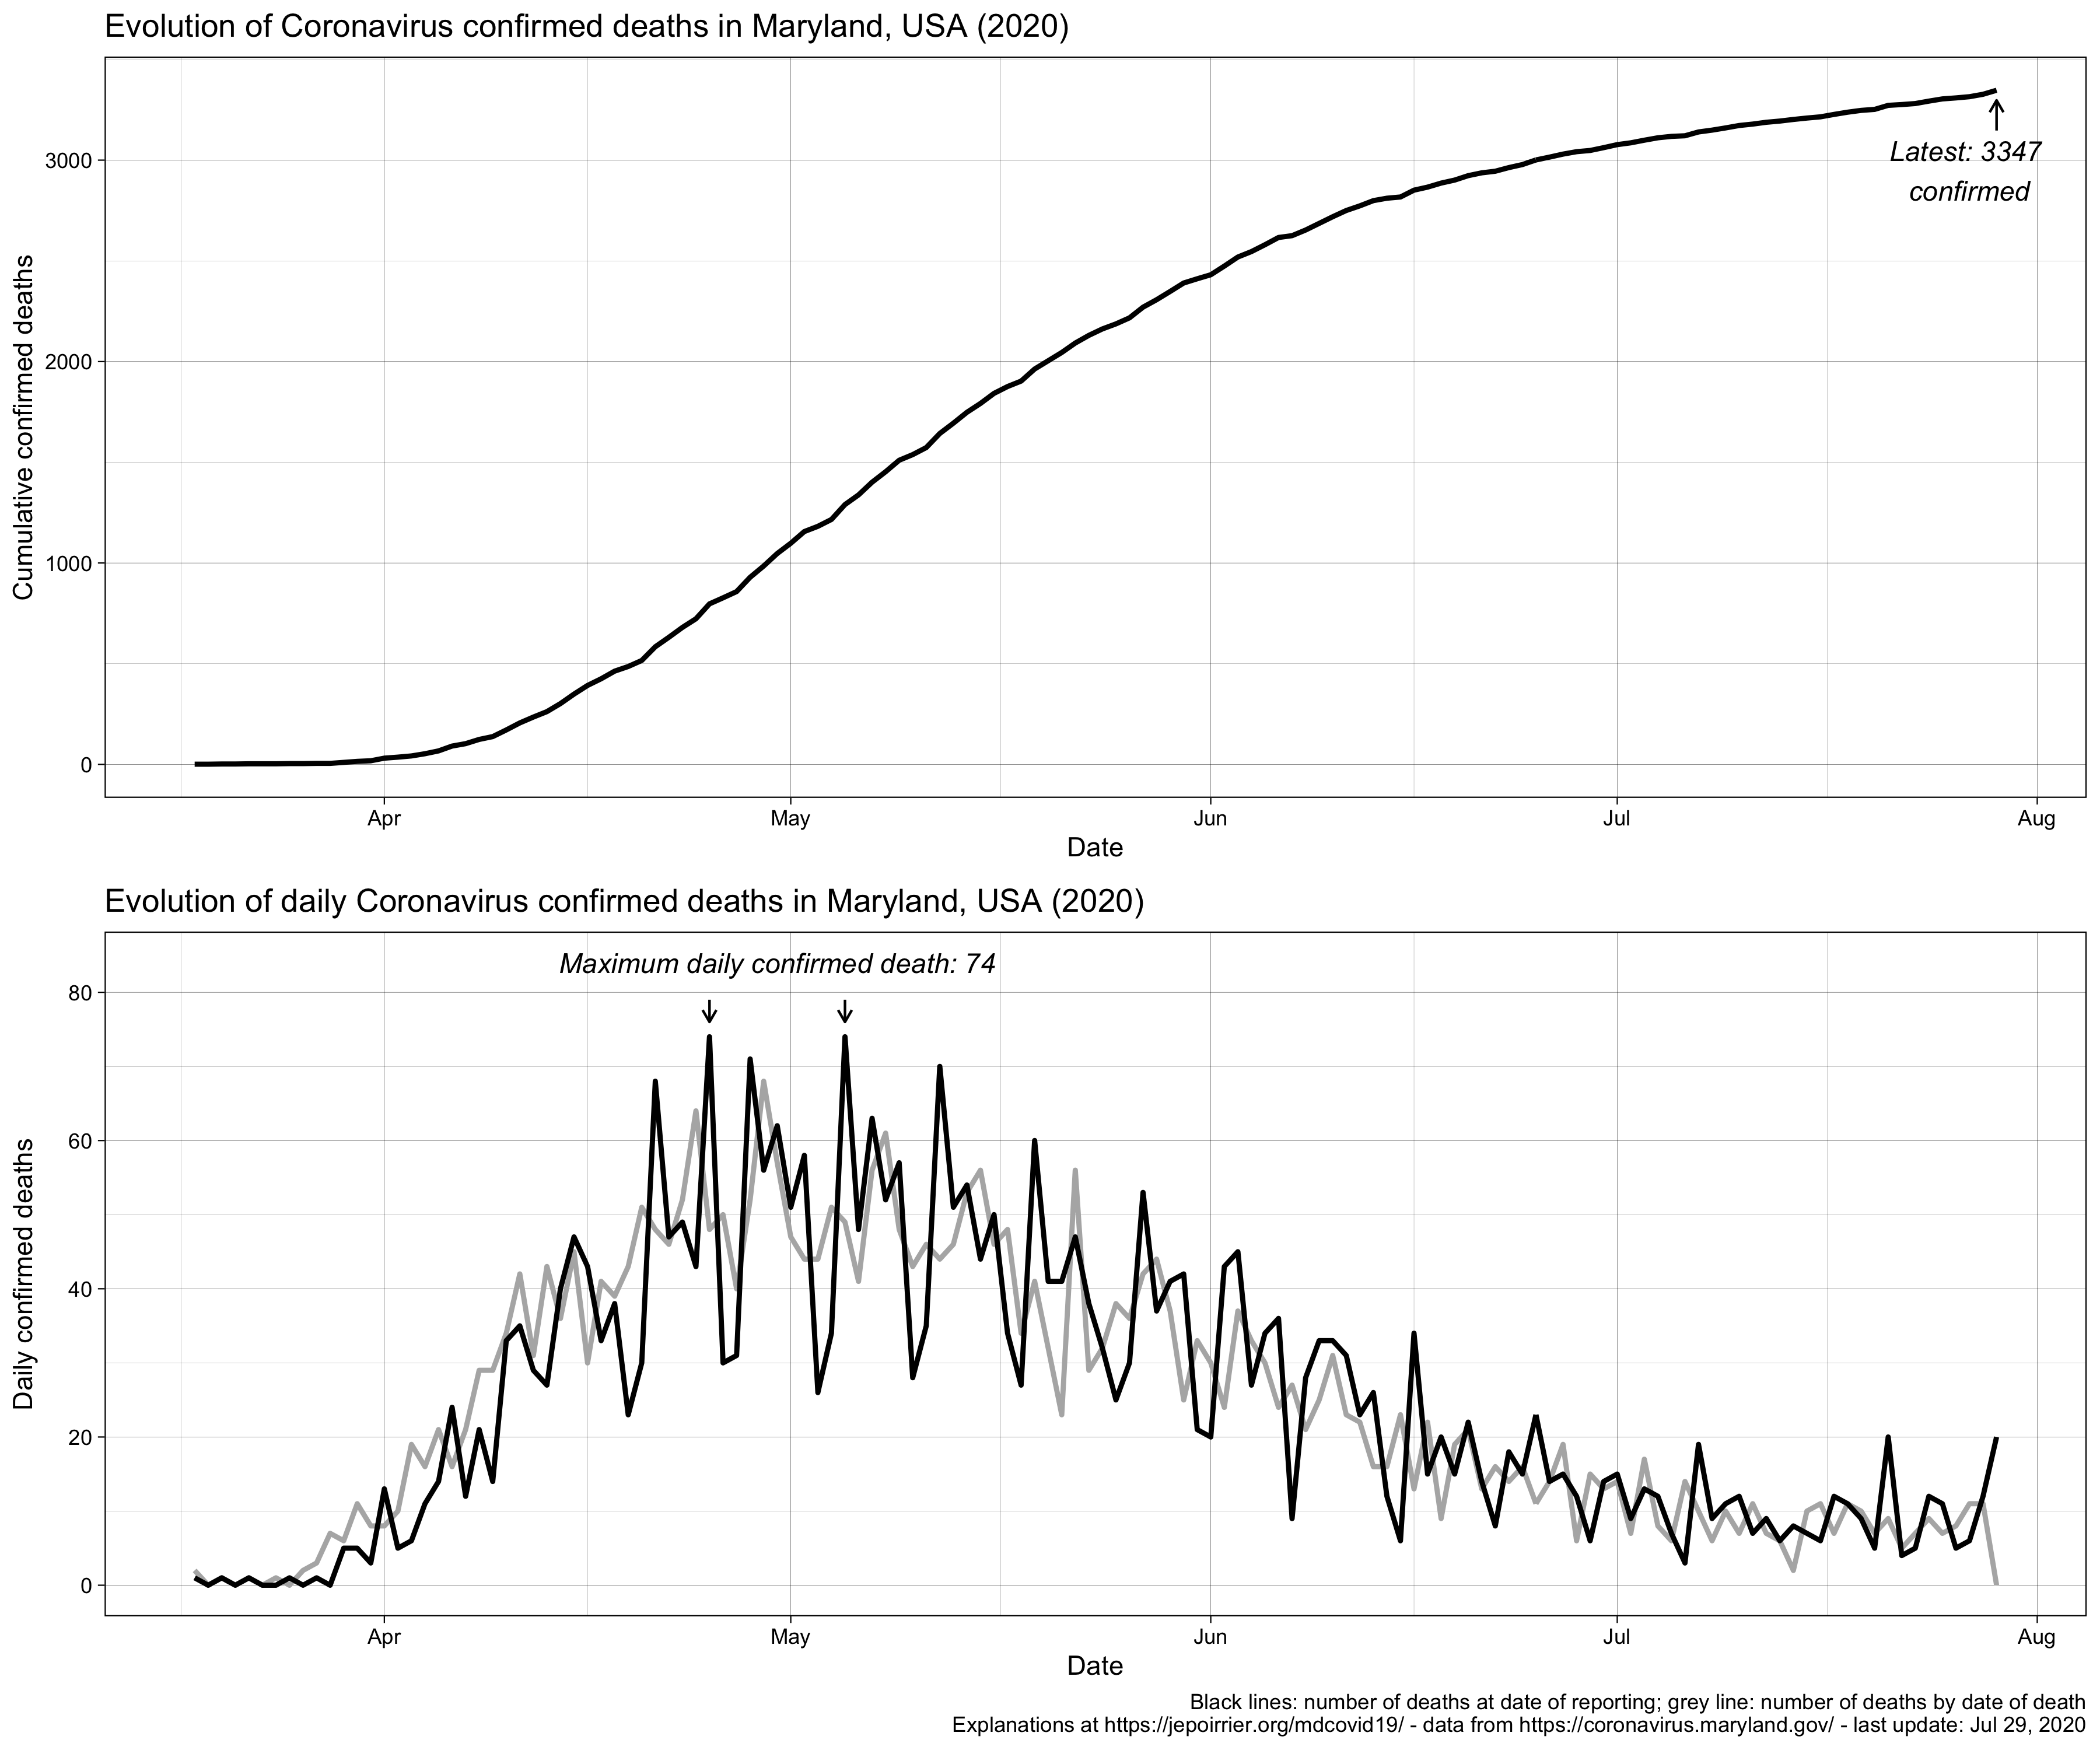 Evolution of Coronavirus confirmed deaths in Maryland, USA (2020)
Cumulative confirmed deaths
3000
2000
1000
0
Latest: 3347
confirmed
Apr May Jun Jul Aug
Date
Evolution of daily Coronavirus confirmed deaths in Maryland, USA (2020)
Daily confirmed deaths
Maximum daily confirmed death: 74
80
60
40
20
0
Apr May Jun Jul Aug
Date
Black lines: number of deaths at date of reporting; grey line: number of deaths by date of death
Explanations at https://jepoirrier.org/mdcovid19/ - data from https://coronavirus.maryland.gov/ - last update: Jul 29, 2020